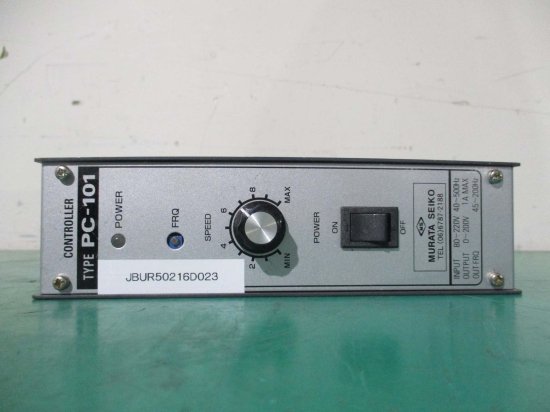 CONTROLLER
TYPE PC-101
POWER
FRQ
SPEED
2
4
6
8
MIN
MAX
POWER
ON
OFF
MURATA SEIKO
TEL (06)6787-2188
INPUT 80~220V 40~500Hz
OUTPUT 0~200V 1A MAX
OUT-FRQ 45~200Hz
JBUR50216D023